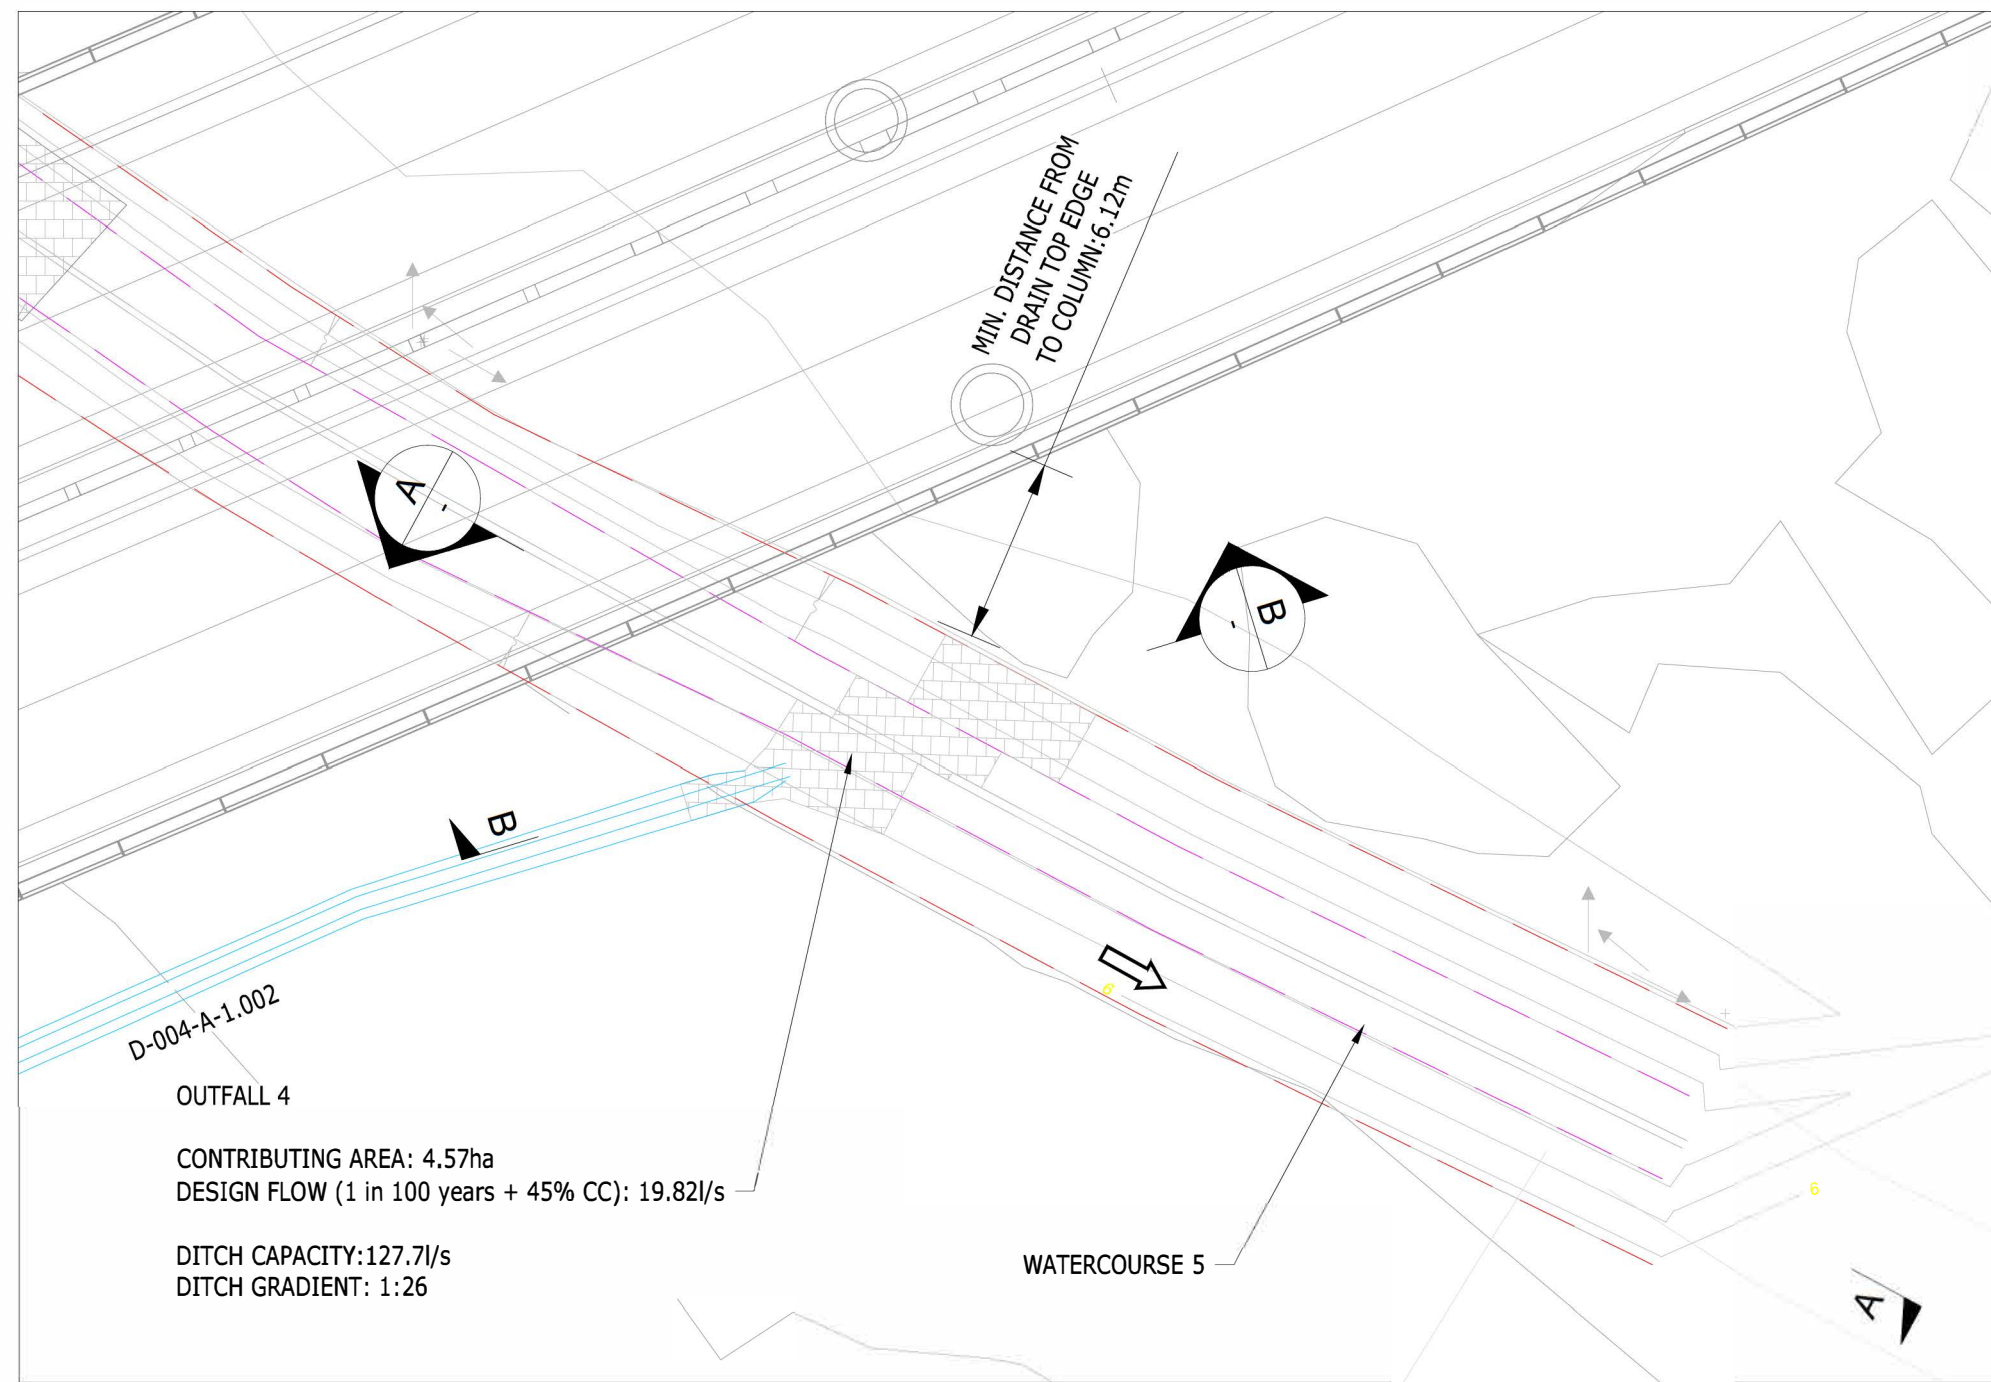 MIN. DISTANCE FROM
DRAIN TOP EDGE
TO COLUMN:6.12m
A
-
B
-
B
D-004-A-1.002
6
OUTFALL 4
CONTRIBUTING AREA: 4.57ha
DESIGN FLOW (1 in 100 years + 45% CC): 19.82l/s
DITCH CAPACITY:127.7l/s
DITCH GRADIENT: 1:26
WATERCOURSE 5
6
A